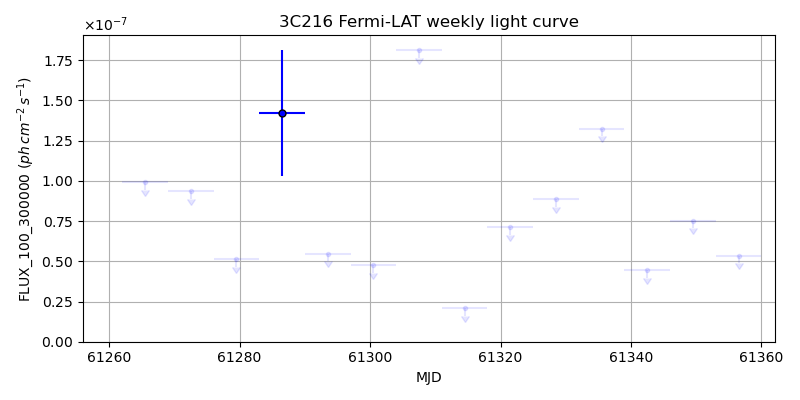 3C216 Fermi-LAT weekly light curve
×10⁻⁷
1.75
1.50
1.25
1.00
0.75
0.50
0.25
0.00
FLUX_100_300000 (ph cm⁻² s⁻¹)
61260 61280 61300 61320 61340 61360
MJD